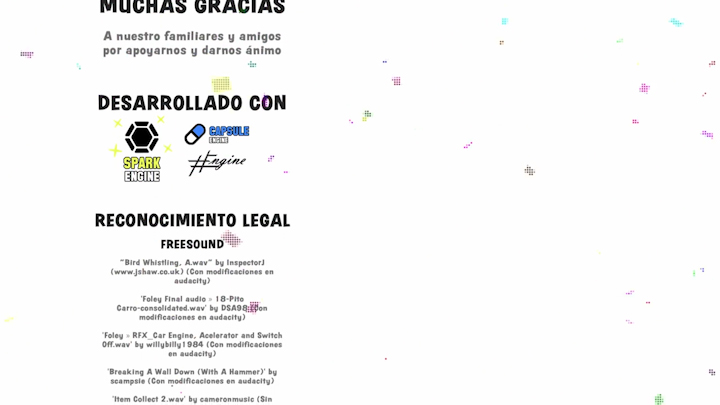 MUCHAS GRACIAS
A nuestro familiares y amigos
por apoyarnos y darnos ánimo
DESARROLLADO CON
SPARK
ENGINE
CAPSULE
ENGINE
#Engine
RECONOCIMIENTO LEGAL
FREESOUND
"Bird Whistling, A.wav" by InspectorJ
(www.jshaw.co.uk) (Con modificaciones en
audacity)
'Foley Final audio - 18-Pito
Carro-consolidated.wav' by DSA98 (Con
modificaciones en audacity)
'Foley - RFX_Car Engine, Acelerator and Switch
Off.wav' by willybilly1984 (Con modificaciones
en audacity)
'Breaking A Wall Down (With A Hammer)' by
scampsie (Con modificaciones en audacity)
'Item Collect 2.wav' by cameronmusic (Sin